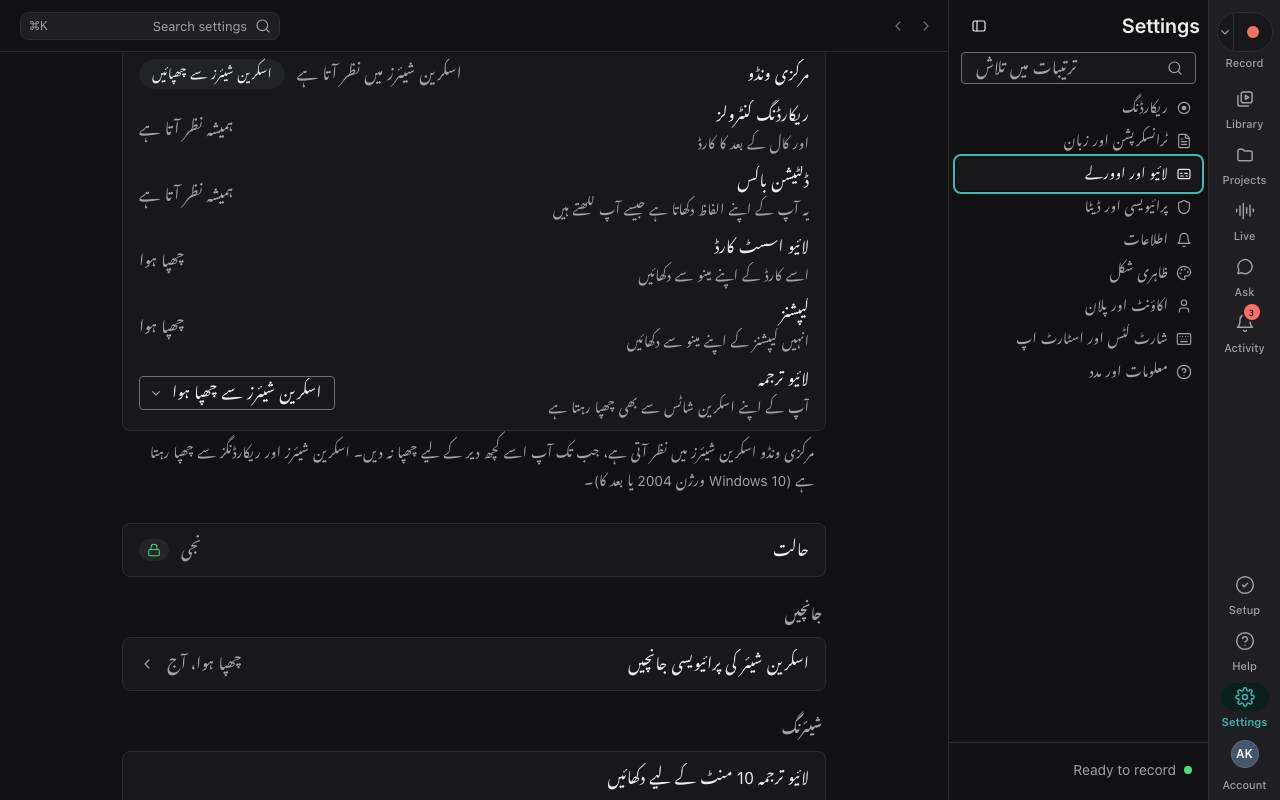 Settings
⌘K
Search settings
Record
Library
Projects
Live
Ask
3
Activity
Setup
Help
Settings
AK
Account
ترتیبات میں تلاش
ریکارڈنگ
ٹرانسکرپشن اور زبان
لائیو اور اوورلے
پرائیویسی اور ڈیٹا
اطلاعات
ظاہری شکل
اکاؤنٹ اور پلان
شارٹ کٹس اور اسٹارٹ اپ
معلومات اور مدد
Ready to record
مرکزی ونڈو
اسکرین شیئرز میں نظر آتا ہے
اسکرین شیئرز سے چھپائیں
ریکارڈنگ کنٹرولز
اور کال کے بعد کا کارڈ
ہمیشہ نظر آتا ہے
ڈکٹیشن باکس
یہ آپ کے اپنے الفاظ دکھاتا ہے جیسے آپ لکھتے ہیں
ہمیشہ نظر آتا ہے
لائیو اسسٹ کارڈ
اسے کارڈ کے اپنے مینو سے دکھائیں
چھپا ہوا
کیپشنز
انہیں کیپشنز کے اپنے مینو سے دکھائیں
چھپا ہوا
لائیو ترجمہ
آپ کے اپنے اسکرین شاٹس سے بھی چھپا رہتا ہے
اسکرین شیئرز سے چھپا ہوا
مرکزی ونڈو اسکرین شیئرز میں نظر آتی ہے، جب تک آپ اسے کچھ دیر کے لیے چھپا نہ دیں۔ اسکرین شیئرز اور ریکارڈنگز سے چھپا رہتا
ہے (Windows 10 ورژن 2004 یا بعد کا)۔
حالت
نجی
جانچیں
اسکرین شیئر کی پرائیویسی جانچیں
چھپا ہوا، آج
شیئرنگ
لائیو ترجمہ 10 منٹ کے لیے دکھائیں